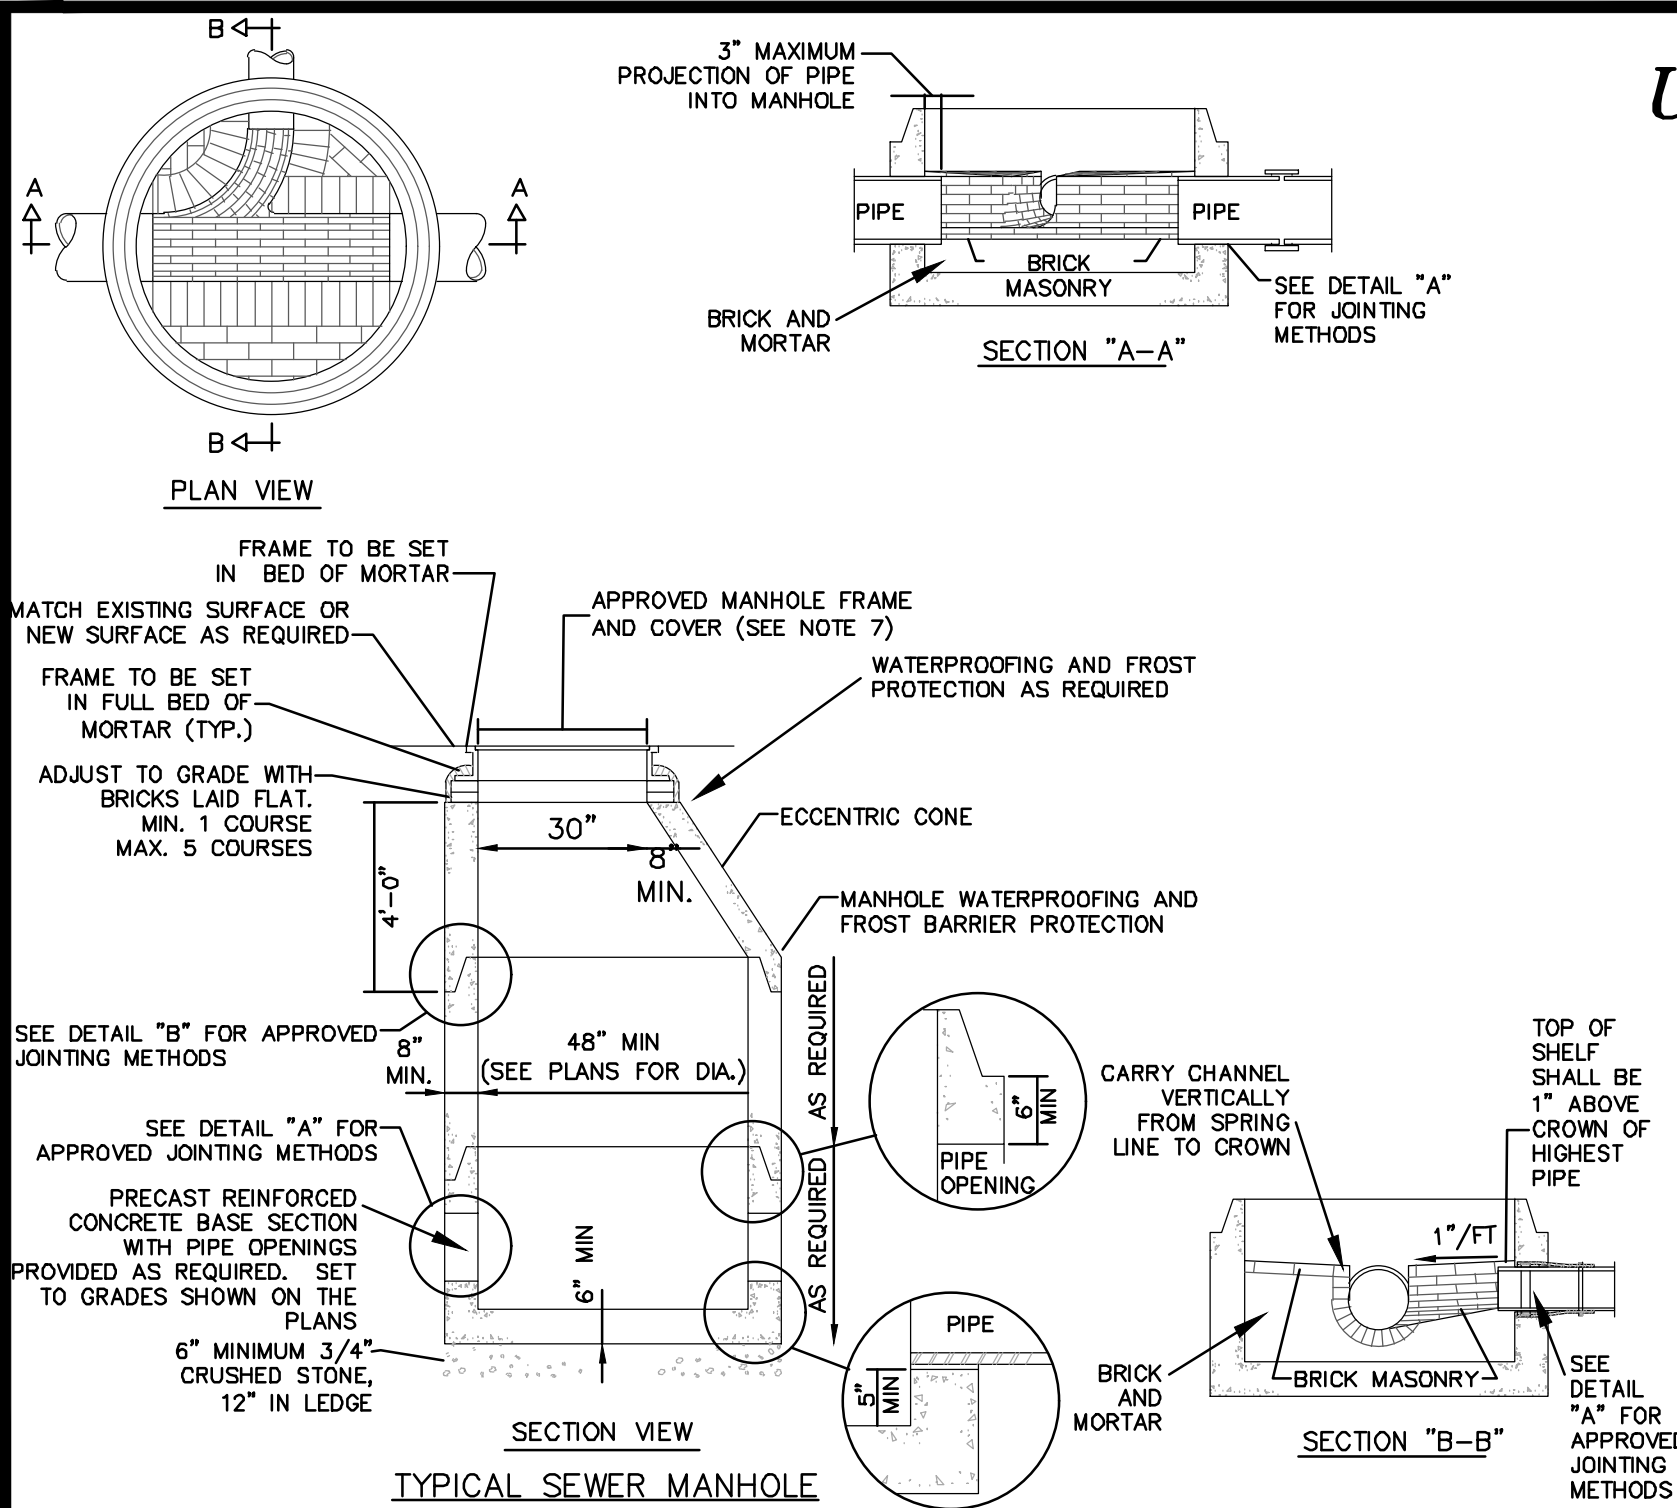 B
A
A
B
PLAN VIEW
3" MAXIMUM
PROJECTION OF PIPE
INTO MANHOLE
U
PIPE
PIPE
BRICK
MASONRY
BRICK AND
MORTAR
SEE DETAIL "A"
FOR JOINTING
METHODS
SECTION "A-A"
FRAME TO BE SET
IN BED OF MORTAR
MATCH EXISTING SURFACE OR
NEW SURFACE AS REQUIRED
FRAME TO BE SET
IN FULL BED OF
MORTAR (TYP.)
ADJUST TO GRADE WITH
BRICKS LAID FLAT.
MIN. 1 COURSE
MAX. 5 COURSES
APPROVED MANHOLE FRAME
AND COVER (SEE NOTE 7)
WATERPROOFING AND FROST
PROTECTION AS REQUIRED
ECCENTRIC CONE
30"
8"
MIN.
4'-0"
MANHOLE WATERPROOFING AND
FROST BARRIER PROTECTION
SEE DETAIL "B" FOR APPROVED
JOINTING METHODS
8"
MIN.
48" MIN
(SEE PLANS FOR DIA.)
AS REQUIRED
AS REQUIRED
6"
MIN
PIPE
OPENING
SEE DETAIL "A" FOR
APPROVED JOINTING METHODS
PRECAST REINFORCED
CONCRETE BASE SECTION
WITH PIPE OPENINGS
PROVIDED AS REQUIRED. SET
TO GRADES SHOWN ON THE
PLANS
6" MIN
6" MINIMUM 3/4"
CRUSHED STONE,
12" IN LEDGE
PIPE
5"
MIN
SECTION VIEW
TYPICAL SEWER MANHOLE
CARRY CHANNEL
VERTICALLY
FROM SPRING
LINE TO CROWN
TOP OF
SHELF
SHALL BE
1" ABOVE
CROWN OF
HIGHEST
PIPE
1"/FT
BRICK
AND
MORTAR
BRICK MASONRY
SEE
DETAIL
"A" FOR
APPROVED
JOINTING
METHODS
SECTION "B-B"